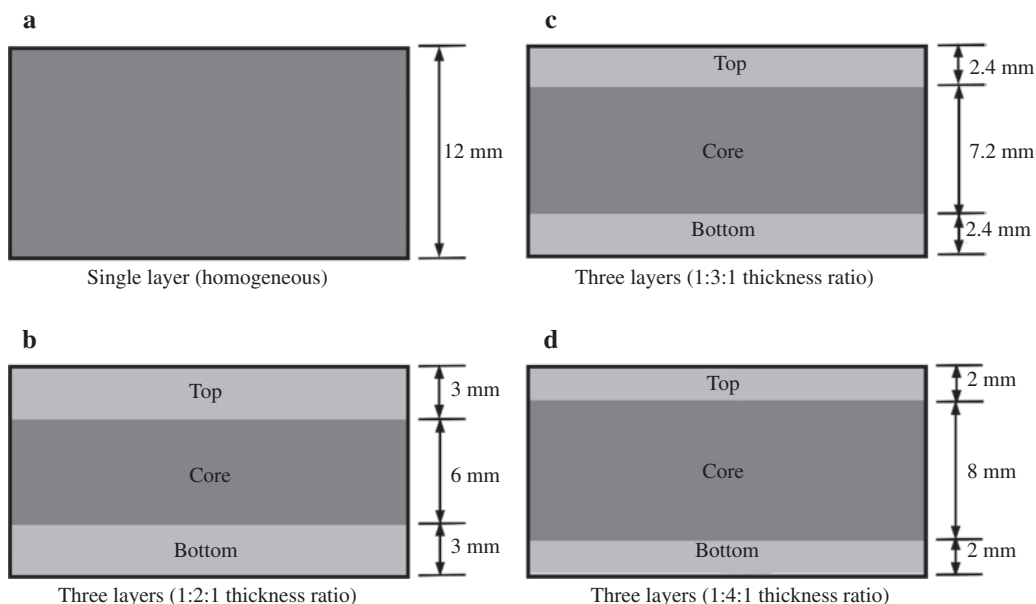 a
12 mm
Single layer (homogeneous)
c
Top
2.4 mm
Core
7.2 mm
Bottom
2.4 mm
Three layers (1:3:1 thickness ratio)
b
Top
3 mm
Core
6 mm
Bottom
3 mm
Three layers (1:2:1 thickness ratio)
d
Top
2 mm
Core
8 mm
Bottom
2 mm
Three layers (1:4:1 thickness ratio)